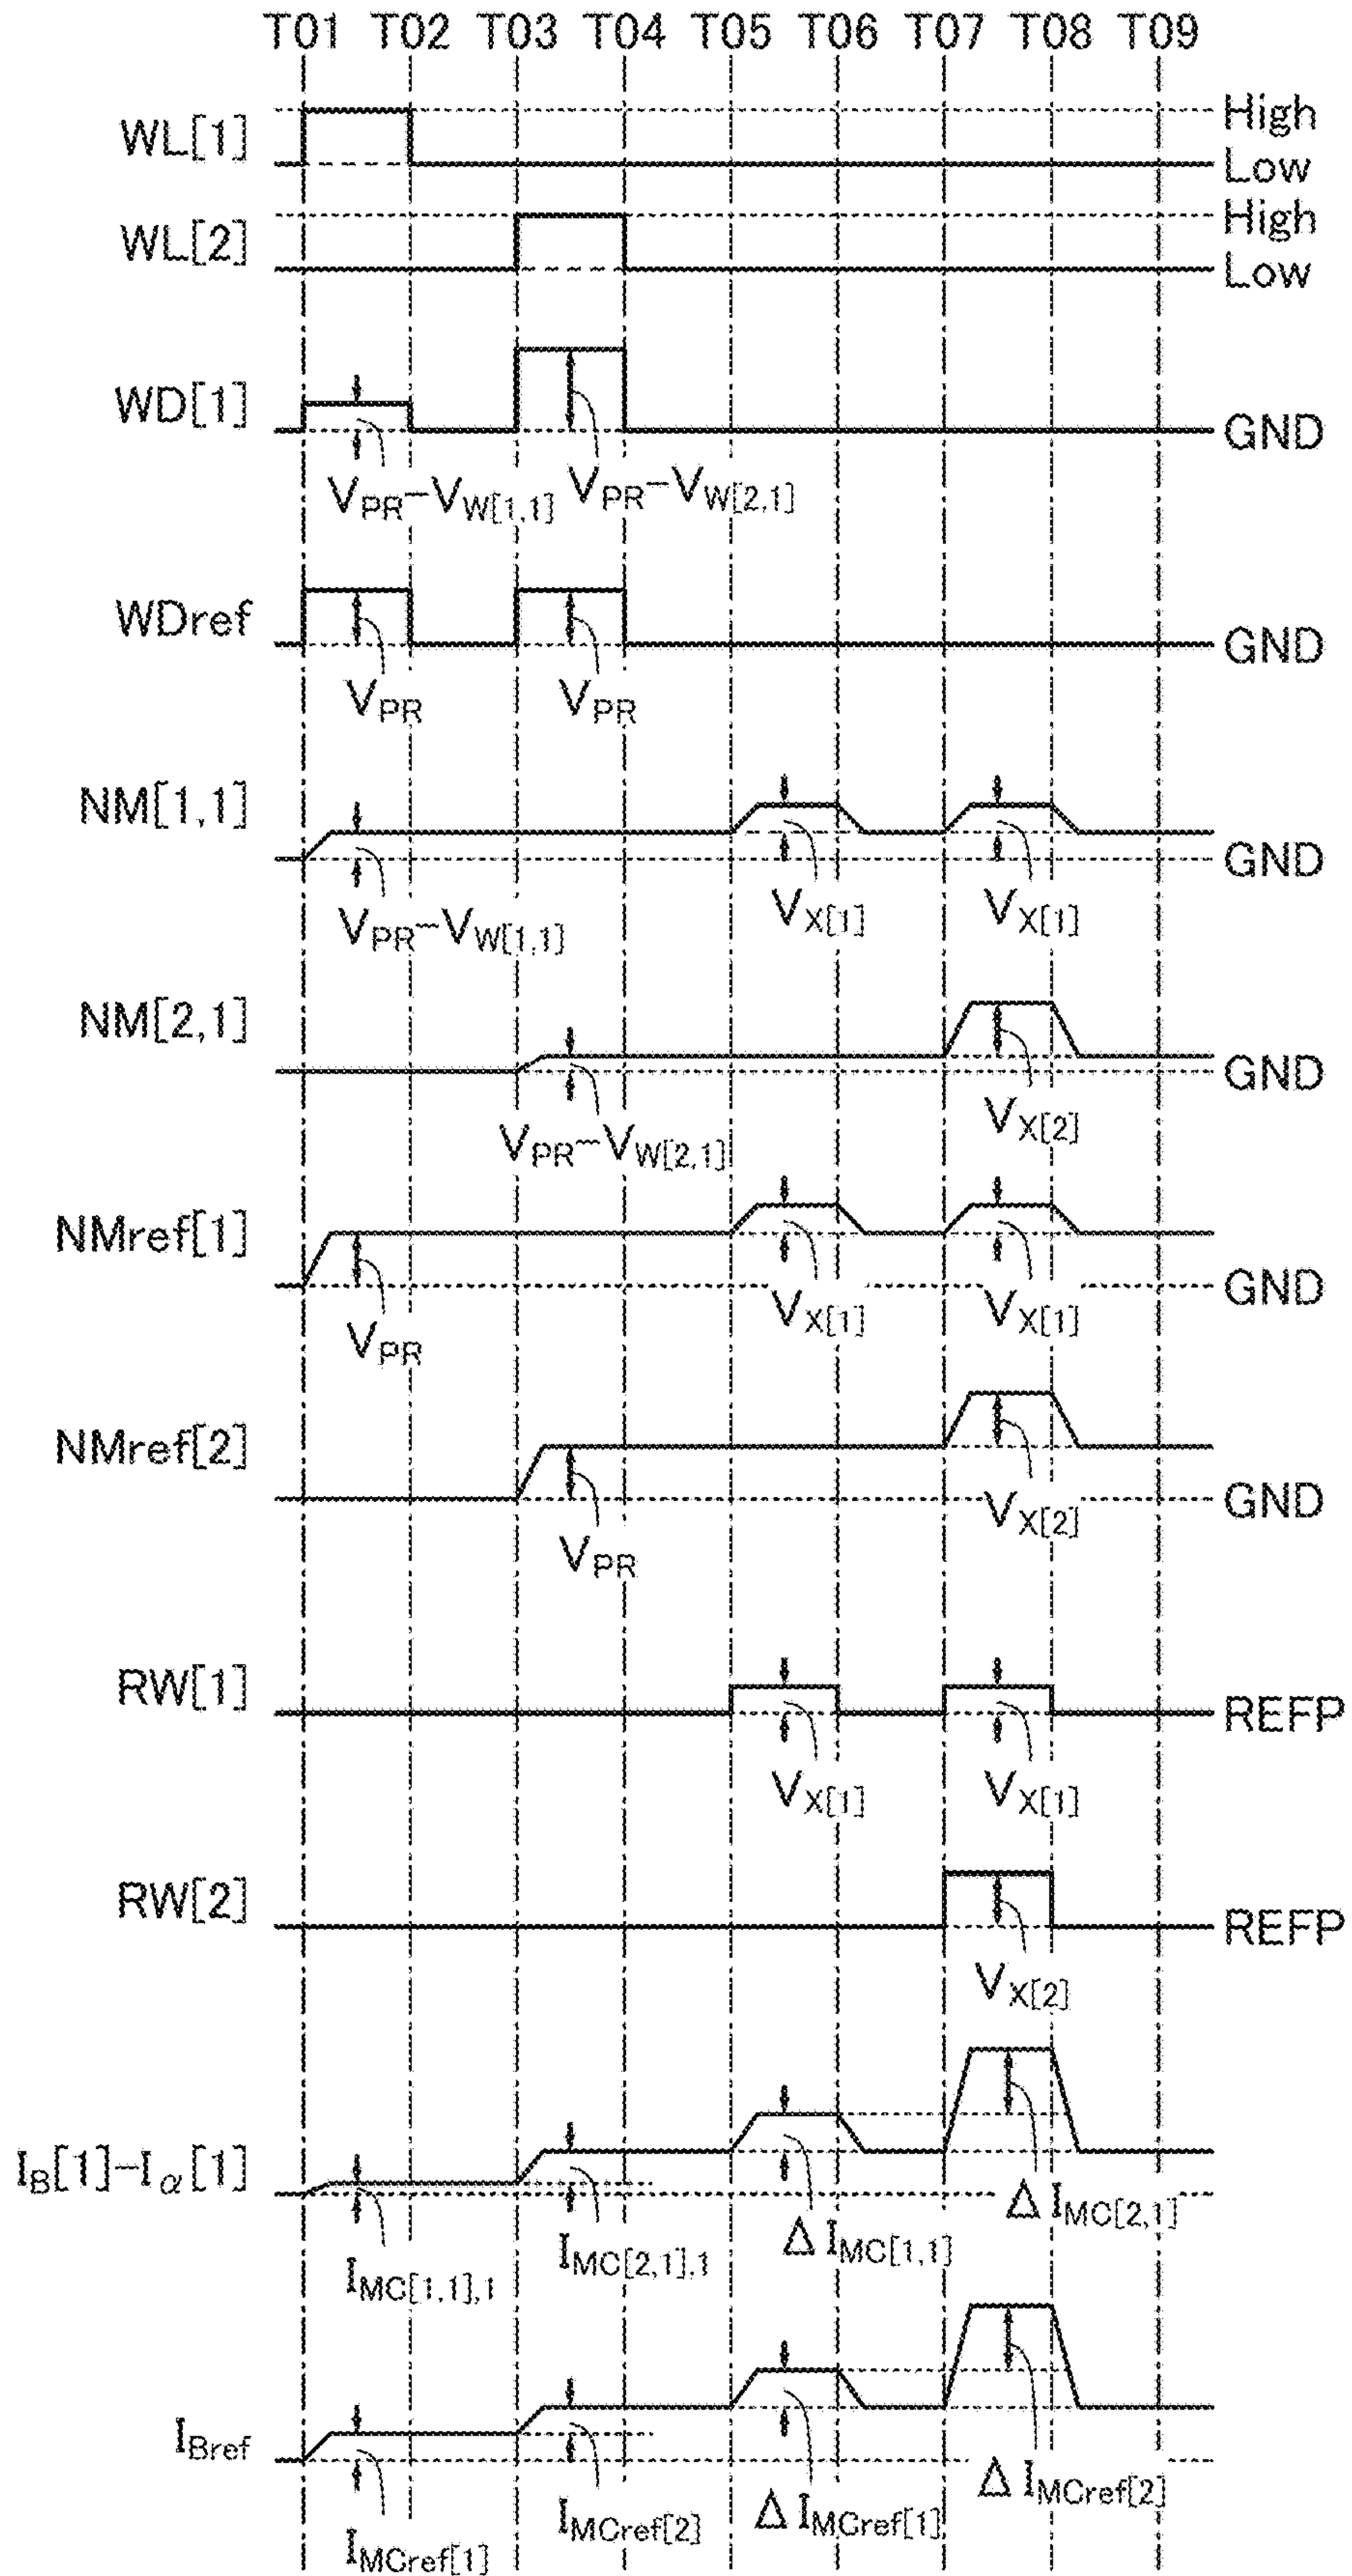 T01 T02 T03 T04 T05 T06 T07 T08 T09
WL[1] High
Low
WL[2] High
Low
WD[1] GND
VPR−VW[1,1] VPR−VW[2,1]
WDref GND
VPR VPR
NM[1,1] GND
VPR−VW[1,1] VX[1] VX[1]
NM[2,1] GND
VPR−VW[2,1] VX[2]
NMref[1] GND
VPR VX[1] VX[1]
NMref[2] GND
VPR VX[2]
RW[1] REFP
VX[1] VX[1]
RW[2] REFP
VX[2]
IB[1]−Iα[1]
IMC[1,1],1 IMC[2,1],1 Δ IMC[1,1] Δ IMC[2,1]
IBref
IMCref[1] IMCref[2] Δ IMCref[1] Δ IMCref[2]